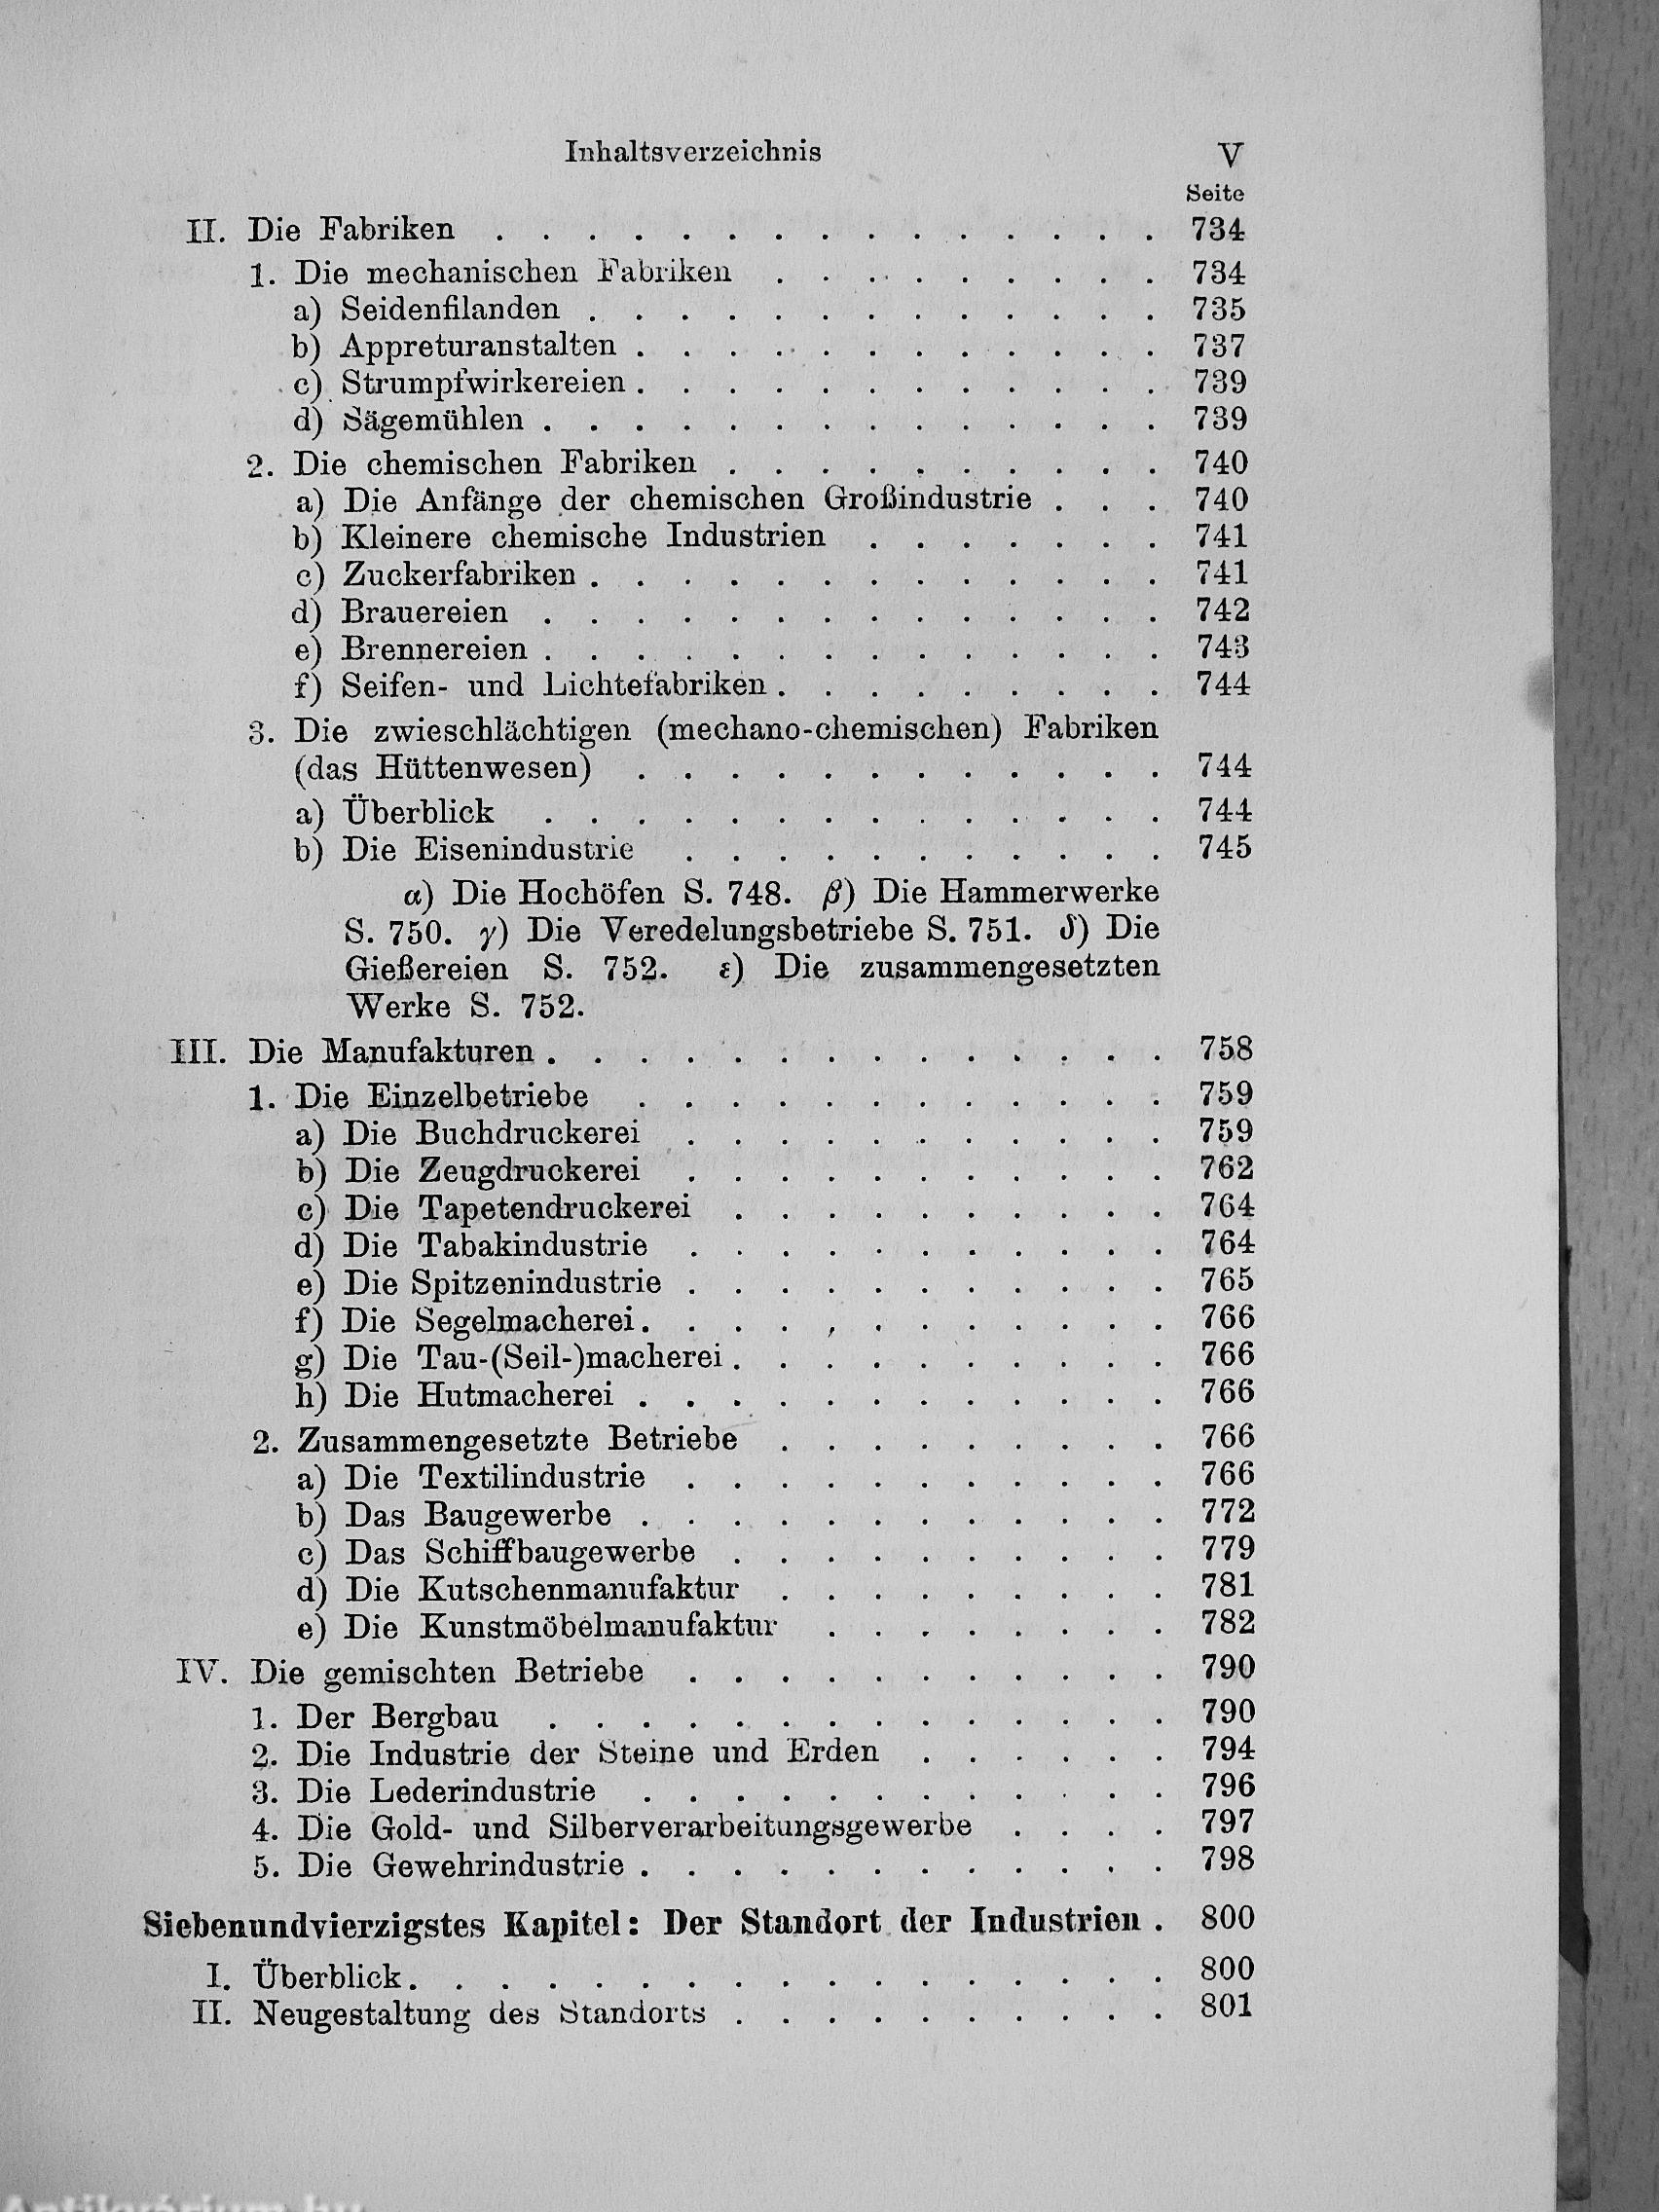 Inhaltsverzeichnis V
Seite
II. Die Fabriken . . . . . . . . . . . . . . . 734
1. Die mechanischen Fabriken . . . . . . . . . 734
a) Seidenfilanden . . . . . . . . . . . . . 735
b) Appreturanstalten . . . . . . . . . . . . 737
c) Strumpfwirkereien . . . . . . . . . . . . 739
d) Sägemühlen . . . . . . . . . . . . . . 739
2. Die chemischen Fabriken . . . . . . . . . . 740
a) Die Anfänge der chemischen Großindustrie . . . 740
b) Kleinere chemische Industrien . . . . . . . 741
c) Zuckerfabriken . . . . . . . . . . . . . 741
d) Brauereien . . . . . . . . . . . . . . 742
e) Brennereien . . . . . . . . . . . . . . 743
f) Seifen- und Lichtefabriken . . . . . . . . . 744
3. Die zwieschlächtigen (mechano-chemischen) Fabriken
(das Hüttenwesen) . . . . . . . . . . . . 744
a) Überblick . . . . . . . . . . . . . . 744
b) Die Eisenindustrie . . . . . . . . . . . 745
α) Die Hochöfen S. 748. β) Die Hammerwerke
S. 750. γ) Die Veredelungsbetriebe S. 751. δ) Die
Gießereien S. 752. ε) Die zusammengesetzten
Werke S. 752.
III. Die Manufakturen . . . . . . . . . . . . . . 758
1. Die Einzelbetriebe . . . . . . . . . . . . 759
a) Die Buchdruckerei . . . . . . . . . . . 759
b) Die Zeugdruckerei . . . . . . . . . . . 762
c) Die Tapetendruckerei . . . . . . . . . . 764
d) Die Tabakindustrie . . . . . . . . . . . 764
e) Die Spitzenindustrie . . . . . . . . . . . 765
f) Die Segelmacherei . . . . . . . . . . . . 766
g) Die Tau-(Seil-)macherei . . . . . . . . . . 766
h) Die Hutmacherei . . . . . . . . . . . . 766
2. Zusammengesetzte Betriebe . . . . . . . . . 766
a) Die Textilindustrie . . . . . . . . . . . 766
b) Das Baugewerbe . . . . . . . . . . . . 772
c) Das Schiffbaugewerbe . . . . . . . . . . 779
d) Die Kutschenmanufaktur . . . . . . . . . 781
e) Die Kunstmöbelmanufaktur . . . . . . . . 782
IV. Die gemischten Betriebe . . . . . . . . . . . 790
1. Der Bergbau . . . . . . . . . . . . . . 790
2. Die Industrie der Steine und Erden . . . . . . 794
3. Die Lederindustrie . . . . . . . . . . . . 796
4. Die Gold- und Silberverarbeitungsgewerbe . . . . 797
5. Die Gewehrindustrie . . . . . . . . . . . . 798
Siebenundvierzigstes Kapitel: Der Standort der Industrien . 800
I. Überblick . . . . . . . . . . . . . . . . . 800
II. Neugestaltung des Standorts . . . . . . . . . . 801